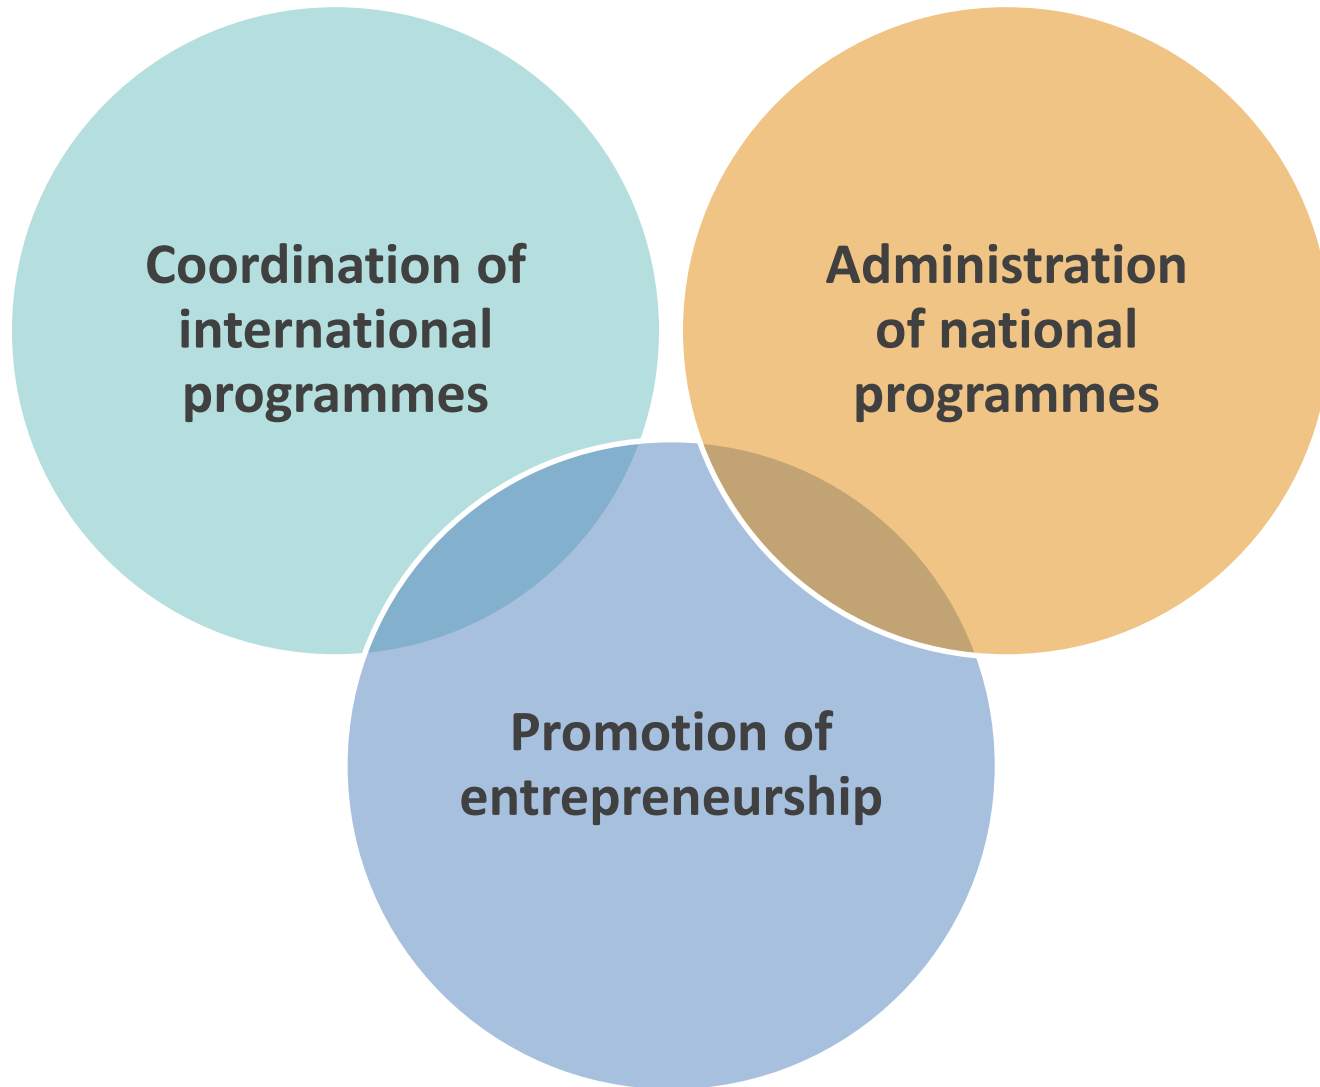 Coordination of
international
programmes
Administration
of national
programmes
Promotion of
entrepreneurship